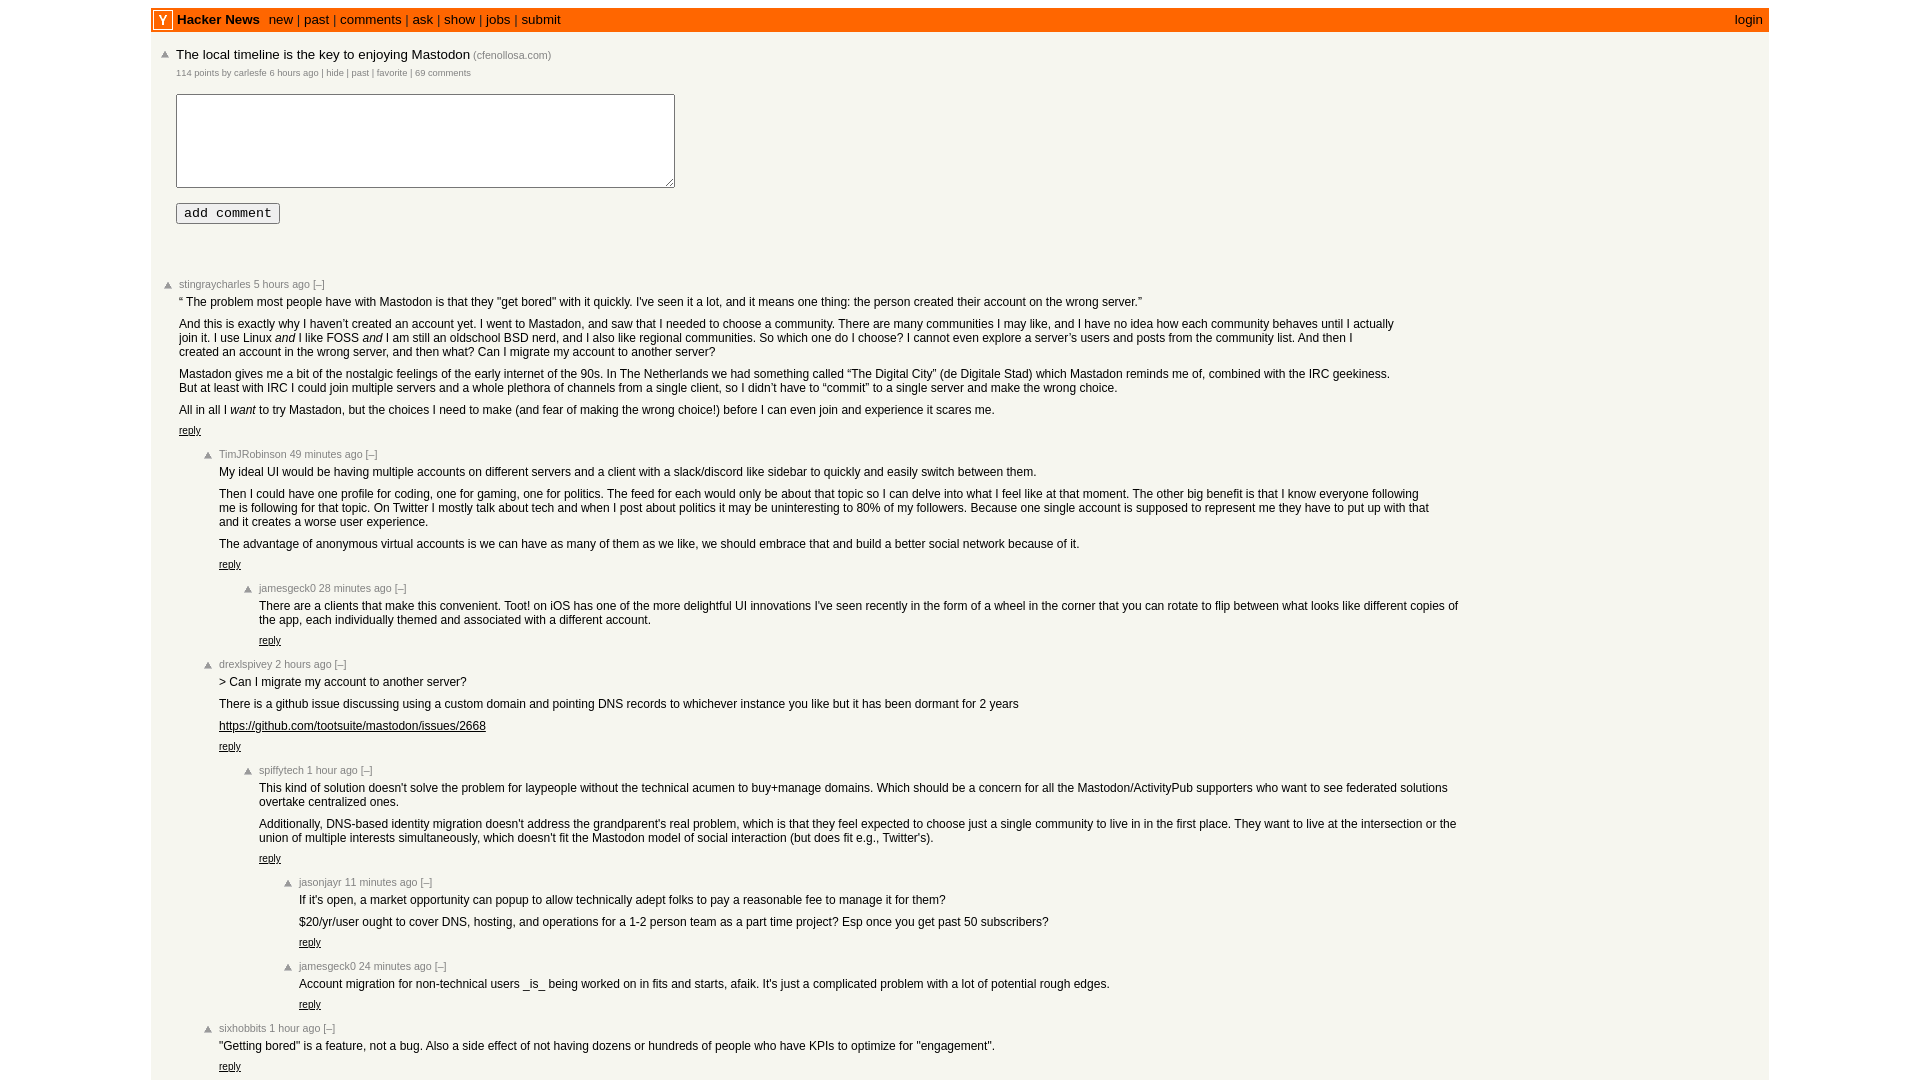 Y Hacker News new | past | comments | ask | show | jobs | submit login
The local timeline is the key to enjoying Mastodon (cfenollosa.com)
114 points by carlesfe 6 hours ago | hide | past | favorite | 69 comments
add comment
stingraycharles 5 hours ago [–]
“ The problem most people have with Mastodon is that they "get bored" with it quickly. I've seen it a lot, and it means one thing: the person created their account on the wrong server.”
And this is exactly why I haven’t created an account yet. I went to Mastadon, and saw that I needed to choose a community. There are many communities I may like, and I have no idea how each community behaves until I actually
join it. I use Linux and I like FOSS and I am still an oldschool BSD nerd, and I also like regional communities. So which one do I choose? I cannot even explore a server’s users and posts from the community list. And then I
created an account in the wrong server, and then what? Can I migrate my account to another server?
Mastadon gives me a bit of the nostalgic feelings of the early internet of the 90s. In The Netherlands we had something called “The Digital City” (de Digitale Stad) which Mastadon reminds me of, combined with the IRC geekiness.
But at least with IRC I could join multiple servers and a whole plethora of channels from a single client, so I didn’t have to “commit” to a single server and make the wrong choice.
All in all I want to try Mastadon, but the choices I need to make (and fear of making the wrong choice!) before I can even join and experience it scares me.
reply
TimJRobinson 49 minutes ago [–]
My ideal UI would be having multiple accounts on different servers and a client with a slack/discord like sidebar to quickly and easily switch between them.
Then I could have one profile for coding, one for gaming, one for politics. The feed for each would only be about that topic so I can delve into what I feel like at that moment. The other big benefit is that I know everyone following
me is following for that topic. On Twitter I mostly talk about tech and when I post about politics it may be uninteresting to 80% of my followers. Because one single account is supposed to represent me they have to put up with that
and it creates a worse user experience.
The advantage of anonymous virtual accounts is we can have as many of them as we like, we should embrace that and build a better social network because of it.
reply
jamesgeck0 28 minutes ago [–]
There are a clients that make this convenient. Toot! on iOS has one of the more delightful UI innovations I've seen recently in the form of a wheel in the corner that you can rotate to flip between what looks like different copies of
the app, each individually themed and associated with a different account.
reply
drexlspivey 2 hours ago [–]
> Can I migrate my account to another server?
There is a github issue discussing using a custom domain and pointing DNS records to whichever instance you like but it has been dormant for 2 years
https://github.com/tootsuite/mastodon/issues/2668
reply
spiffytech 1 hour ago [–]
This kind of solution doesn't solve the problem for laypeople without the technical acumen to buy+manage domains. Which should be a concern for all the Mastodon/ActivityPub supporters who want to see federated solutions
overtake centralized ones.
Additionally, DNS-based identity migration doesn't address the grandparent's real problem, which is that they feel expected to choose just a single community to live in in the first place. They want to live at the intersection or the
union of multiple interests simultaneously, which doesn't fit the Mastodon model of social interaction (but does fit e.g., Twitter's).
reply
jasonjayr 11 minutes ago [–]
If it's open, a market opportunity can popup to allow technically adept folks to pay a reasonable fee to manage it for them?
$20/yr/user ought to cover DNS, hosting, and operations for a 1-2 person team as a part time project? Esp once you get past 50 subscribers?
reply
jamesgeck0 24 minutes ago [–]
Account migration for non-technical users _is_ being worked on in fits and starts, afaik. It's just a complicated problem with a lot of potential rough edges.
reply
sixhobbits 1 hour ago [–]
"Getting bored" is a feature, not a bug. Also a side effect of not having dozens or hundreds of people who have KPIs to optimize for "engagement".
reply